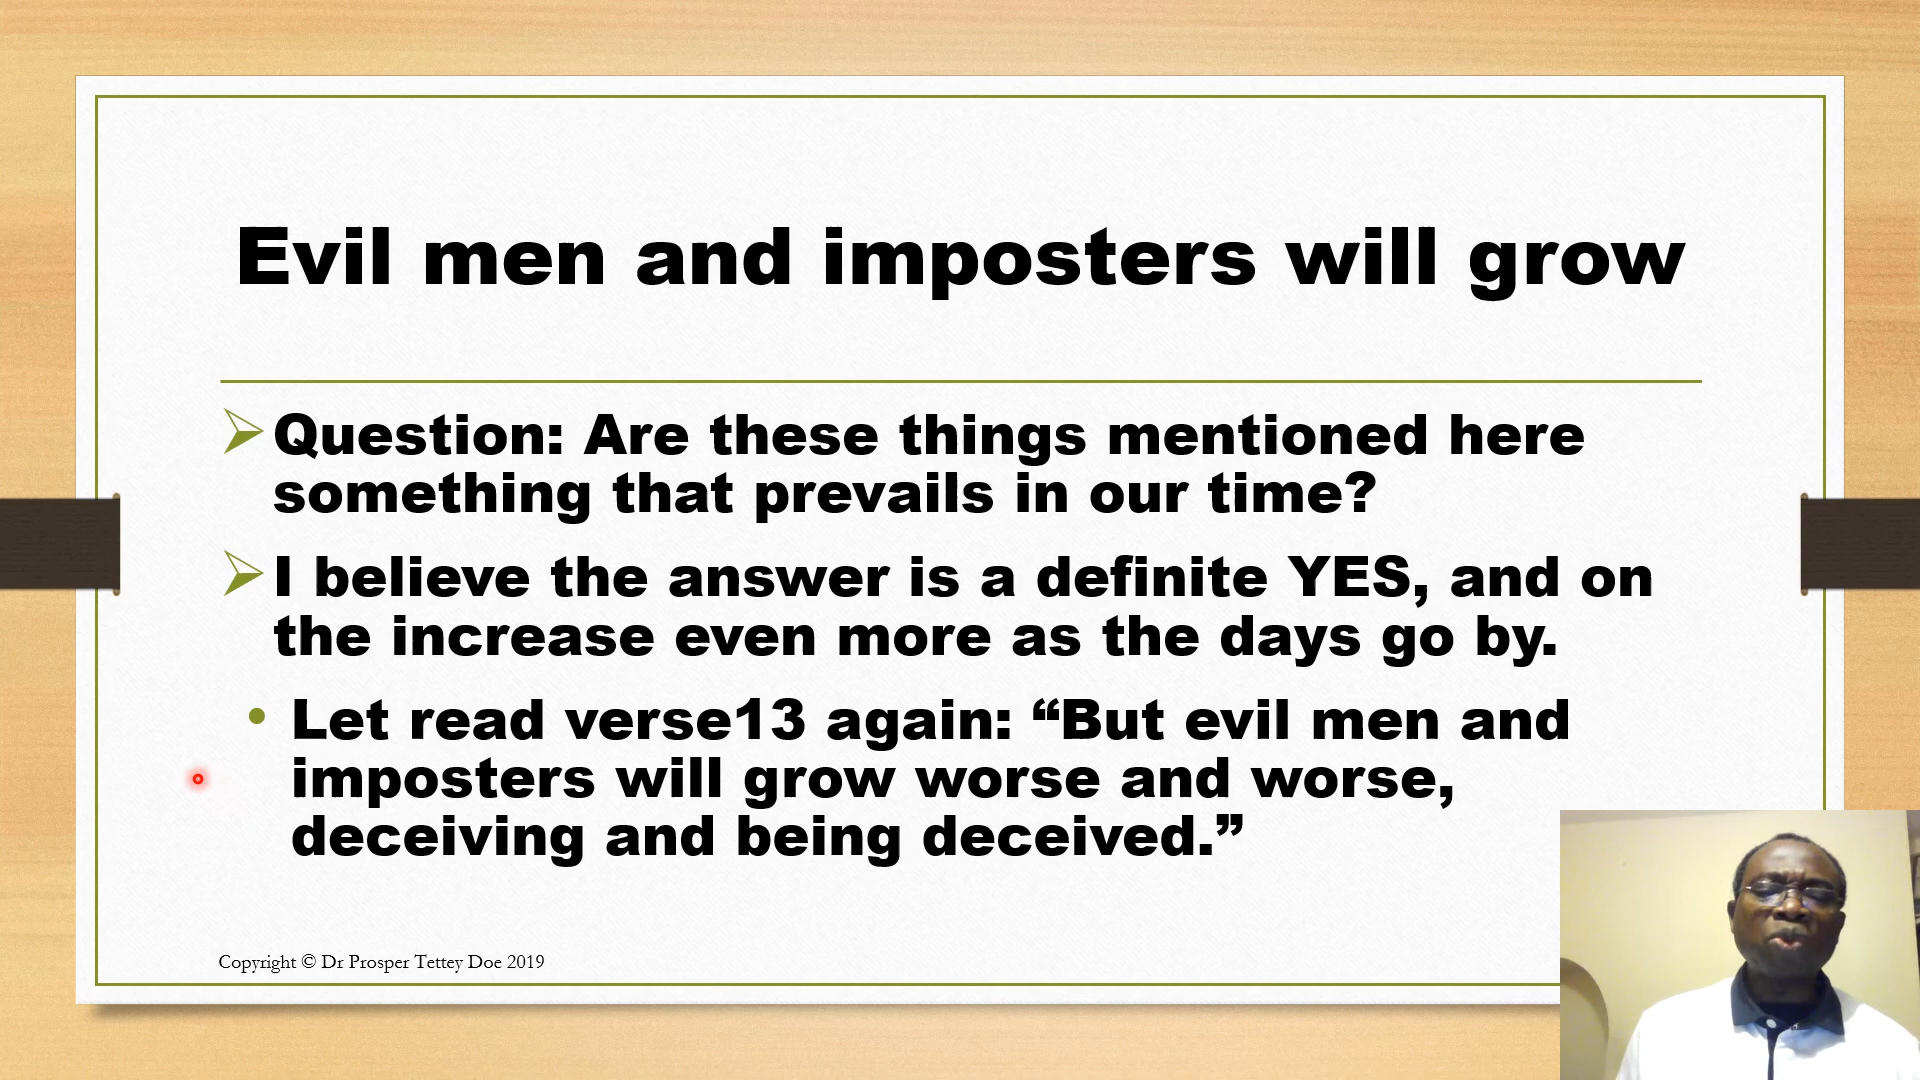 Evil men and imposters will grow
Question: Are these things mentioned here
something that prevails in our time?
I believe the answer is a definite YES, and on
the increase even more as the days go by.
Let read verse13 again: “But evil men and
imposters will grow worse and worse,
deceiving and being deceived.”
Copyright © Dr Prosper Tettey Doe 2019